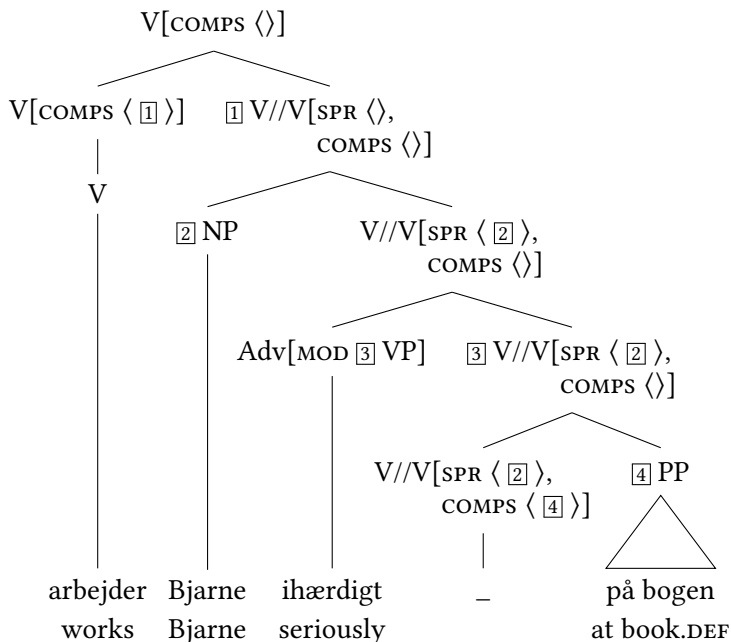 V[COMPS ⟨⟩]
V[COMPS ⟨ 1 ⟩] 1 V//V[SPR ⟨⟩,
COMPS ⟨⟩]
V
2 NP V//V[SPR ⟨ 2 ⟩,
COMPS ⟨⟩]
Adv[MOD 3 VP] 3 V//V[SPR ⟨ 2 ⟩,
COMPS ⟨⟩]
V//V[SPR ⟨ 2 ⟩, 4 PP
COMPS ⟨ 4 ⟩]
arbejder Bjarne ihærdigt _ på bogen
works Bjarne seriously at book.DEF